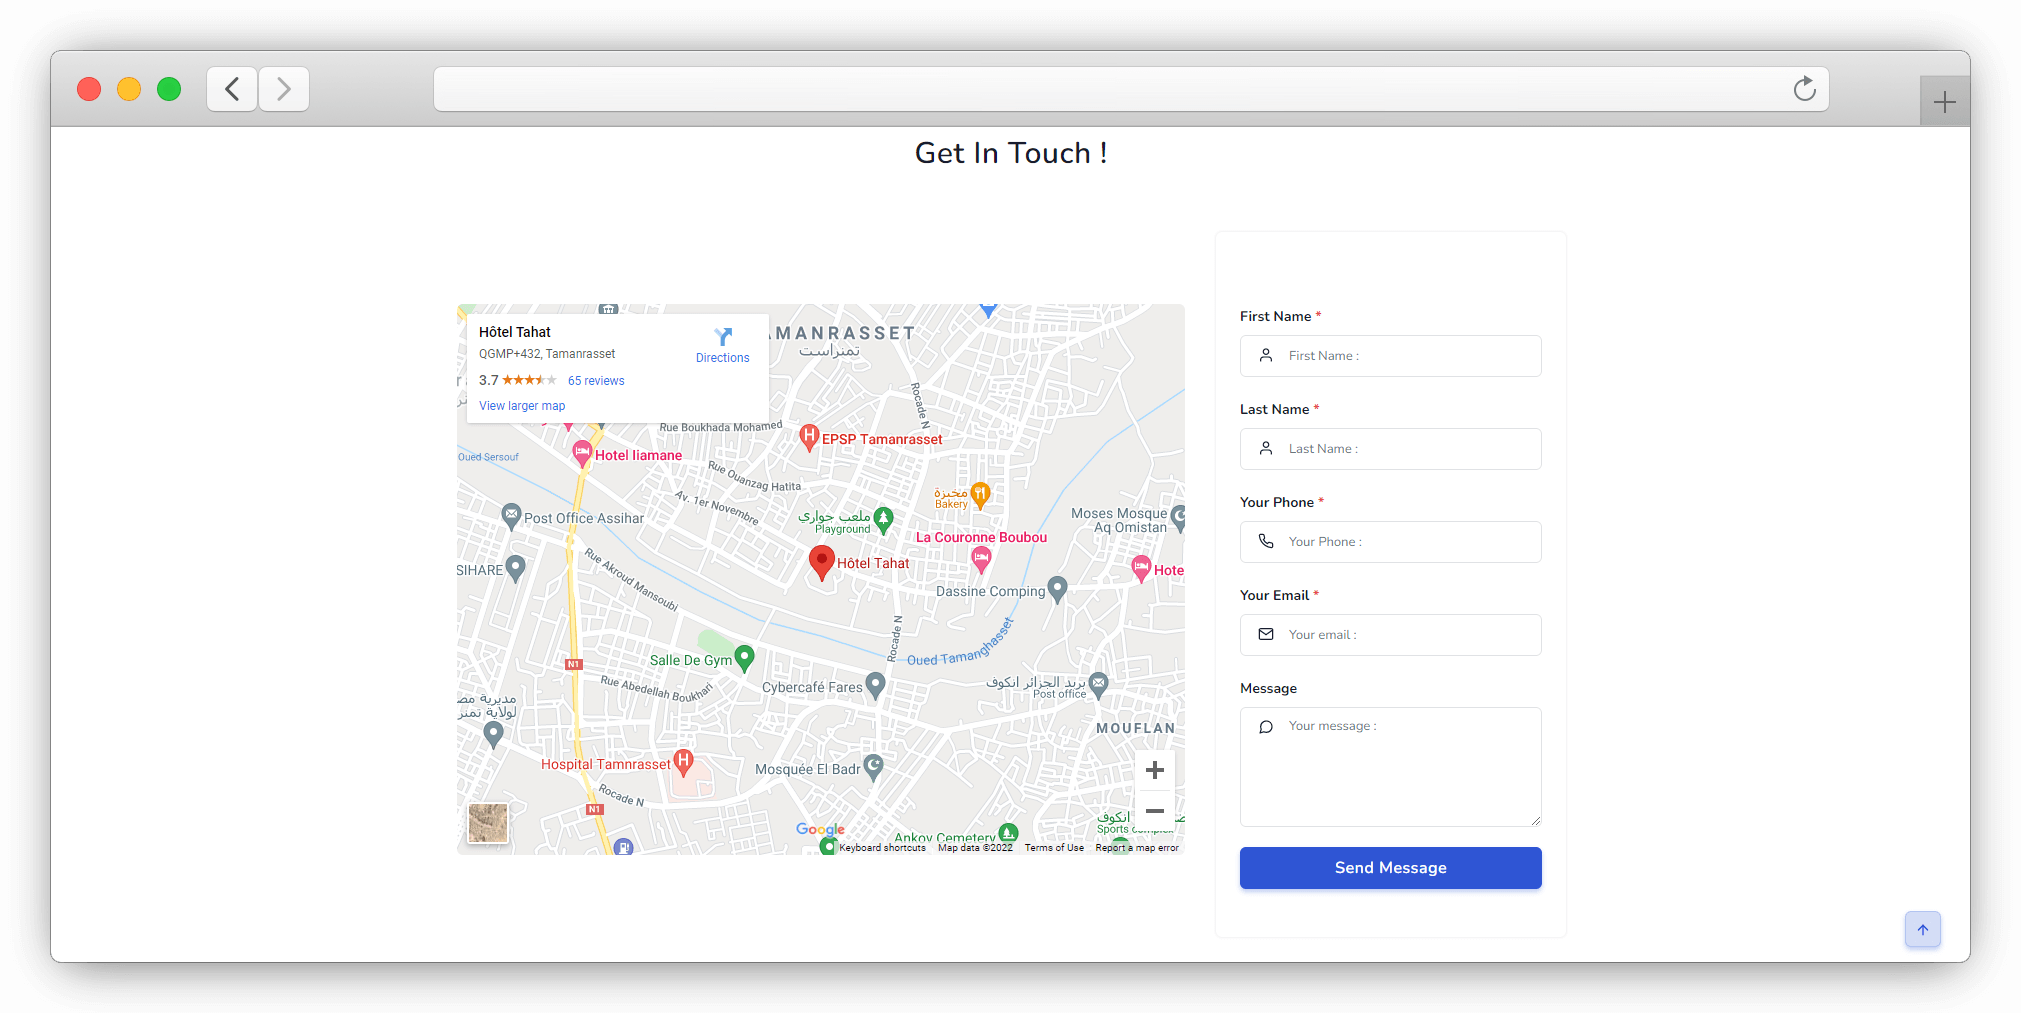 Get In Touch !
Hôtel Tahat
QGMP+432, Tamanrasset
3.7
65 reviews
View larger map
Directions
AMANRASSET
تمنراست
Rue Boukhada Mohamed
Rocade N
EPSP Tamanrasset
Oued Sersouf
Hotel Iiamane
Rue Ouanzag Hatita
Av. 1er Novembre
مخبزة
Bakery
Post Office Assihar
ملعب جواري
Playground
Moses Mosque
Aq Omistan
La Couronne Boubou
Hôtel Tahat
SIHARE
Hote
Rue Akroud Mansoubi
Dassine Comping
Rocade N
Oued Tamanghasset
N1
Salle De Gym
Rue Abedellah Boukhari
Cybercafé Fares
بريد الجزائر انكوف
Post office
مديرية مص
لولاية تمنر
MOUFLAN
Hospital Tamnrasset
Mosquée El Badr
Rocade N
N1
Google
Ankov Cemetery
انكوف
Sports complex
Keyboard shortcuts
Map data ©2022
Terms of Use
Report a map error
First Name *
First Name :
Last Name *
Last Name :
Your Phone *
Your Phone :
Your Email *
Your email :
Message
Your message :
Send Message